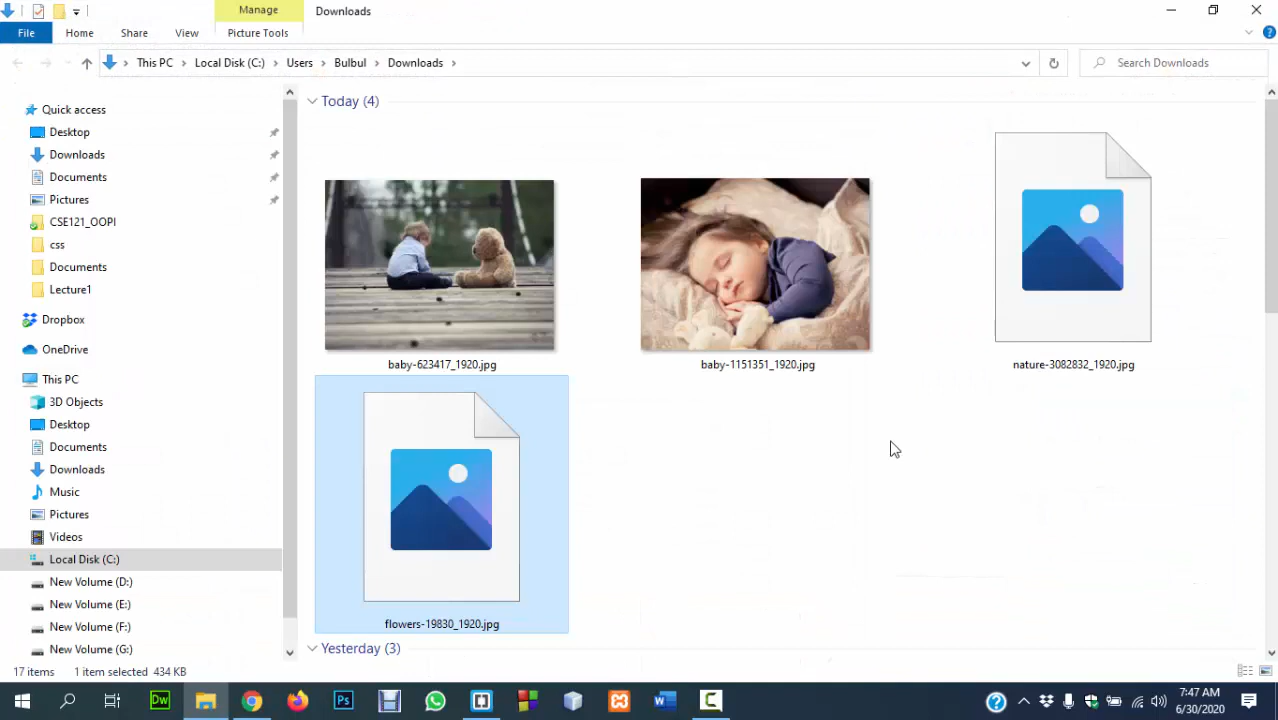 Manage
Downloads
File
Home
Share
View
Picture Tools
This PC
Local Disk (C:)
Users
Bulbul
Downloads
Search Downloads
Quick access
Desktop
Downloads
Documents
Pictures
CSE121_OOPI
css
Documents
Lecture1
Dropbox
OneDrive
This PC
3D Objects
Desktop
Documents
Downloads
Music
Pictures
Videos
Local Disk (C:)
New Volume (D:)
New Volume (E:)
New Volume (F:)
New Volume (G:)
Today (4)
baby-623417_1920.jpg
baby-1151351_1920.jpg
nature-3082832_1920.jpg
flowers-19830_1920.jpg
Yesterday (3)
17 items
1 item selected 434 KB
Dw
Ps
W
7:47 AM
6/30/2020